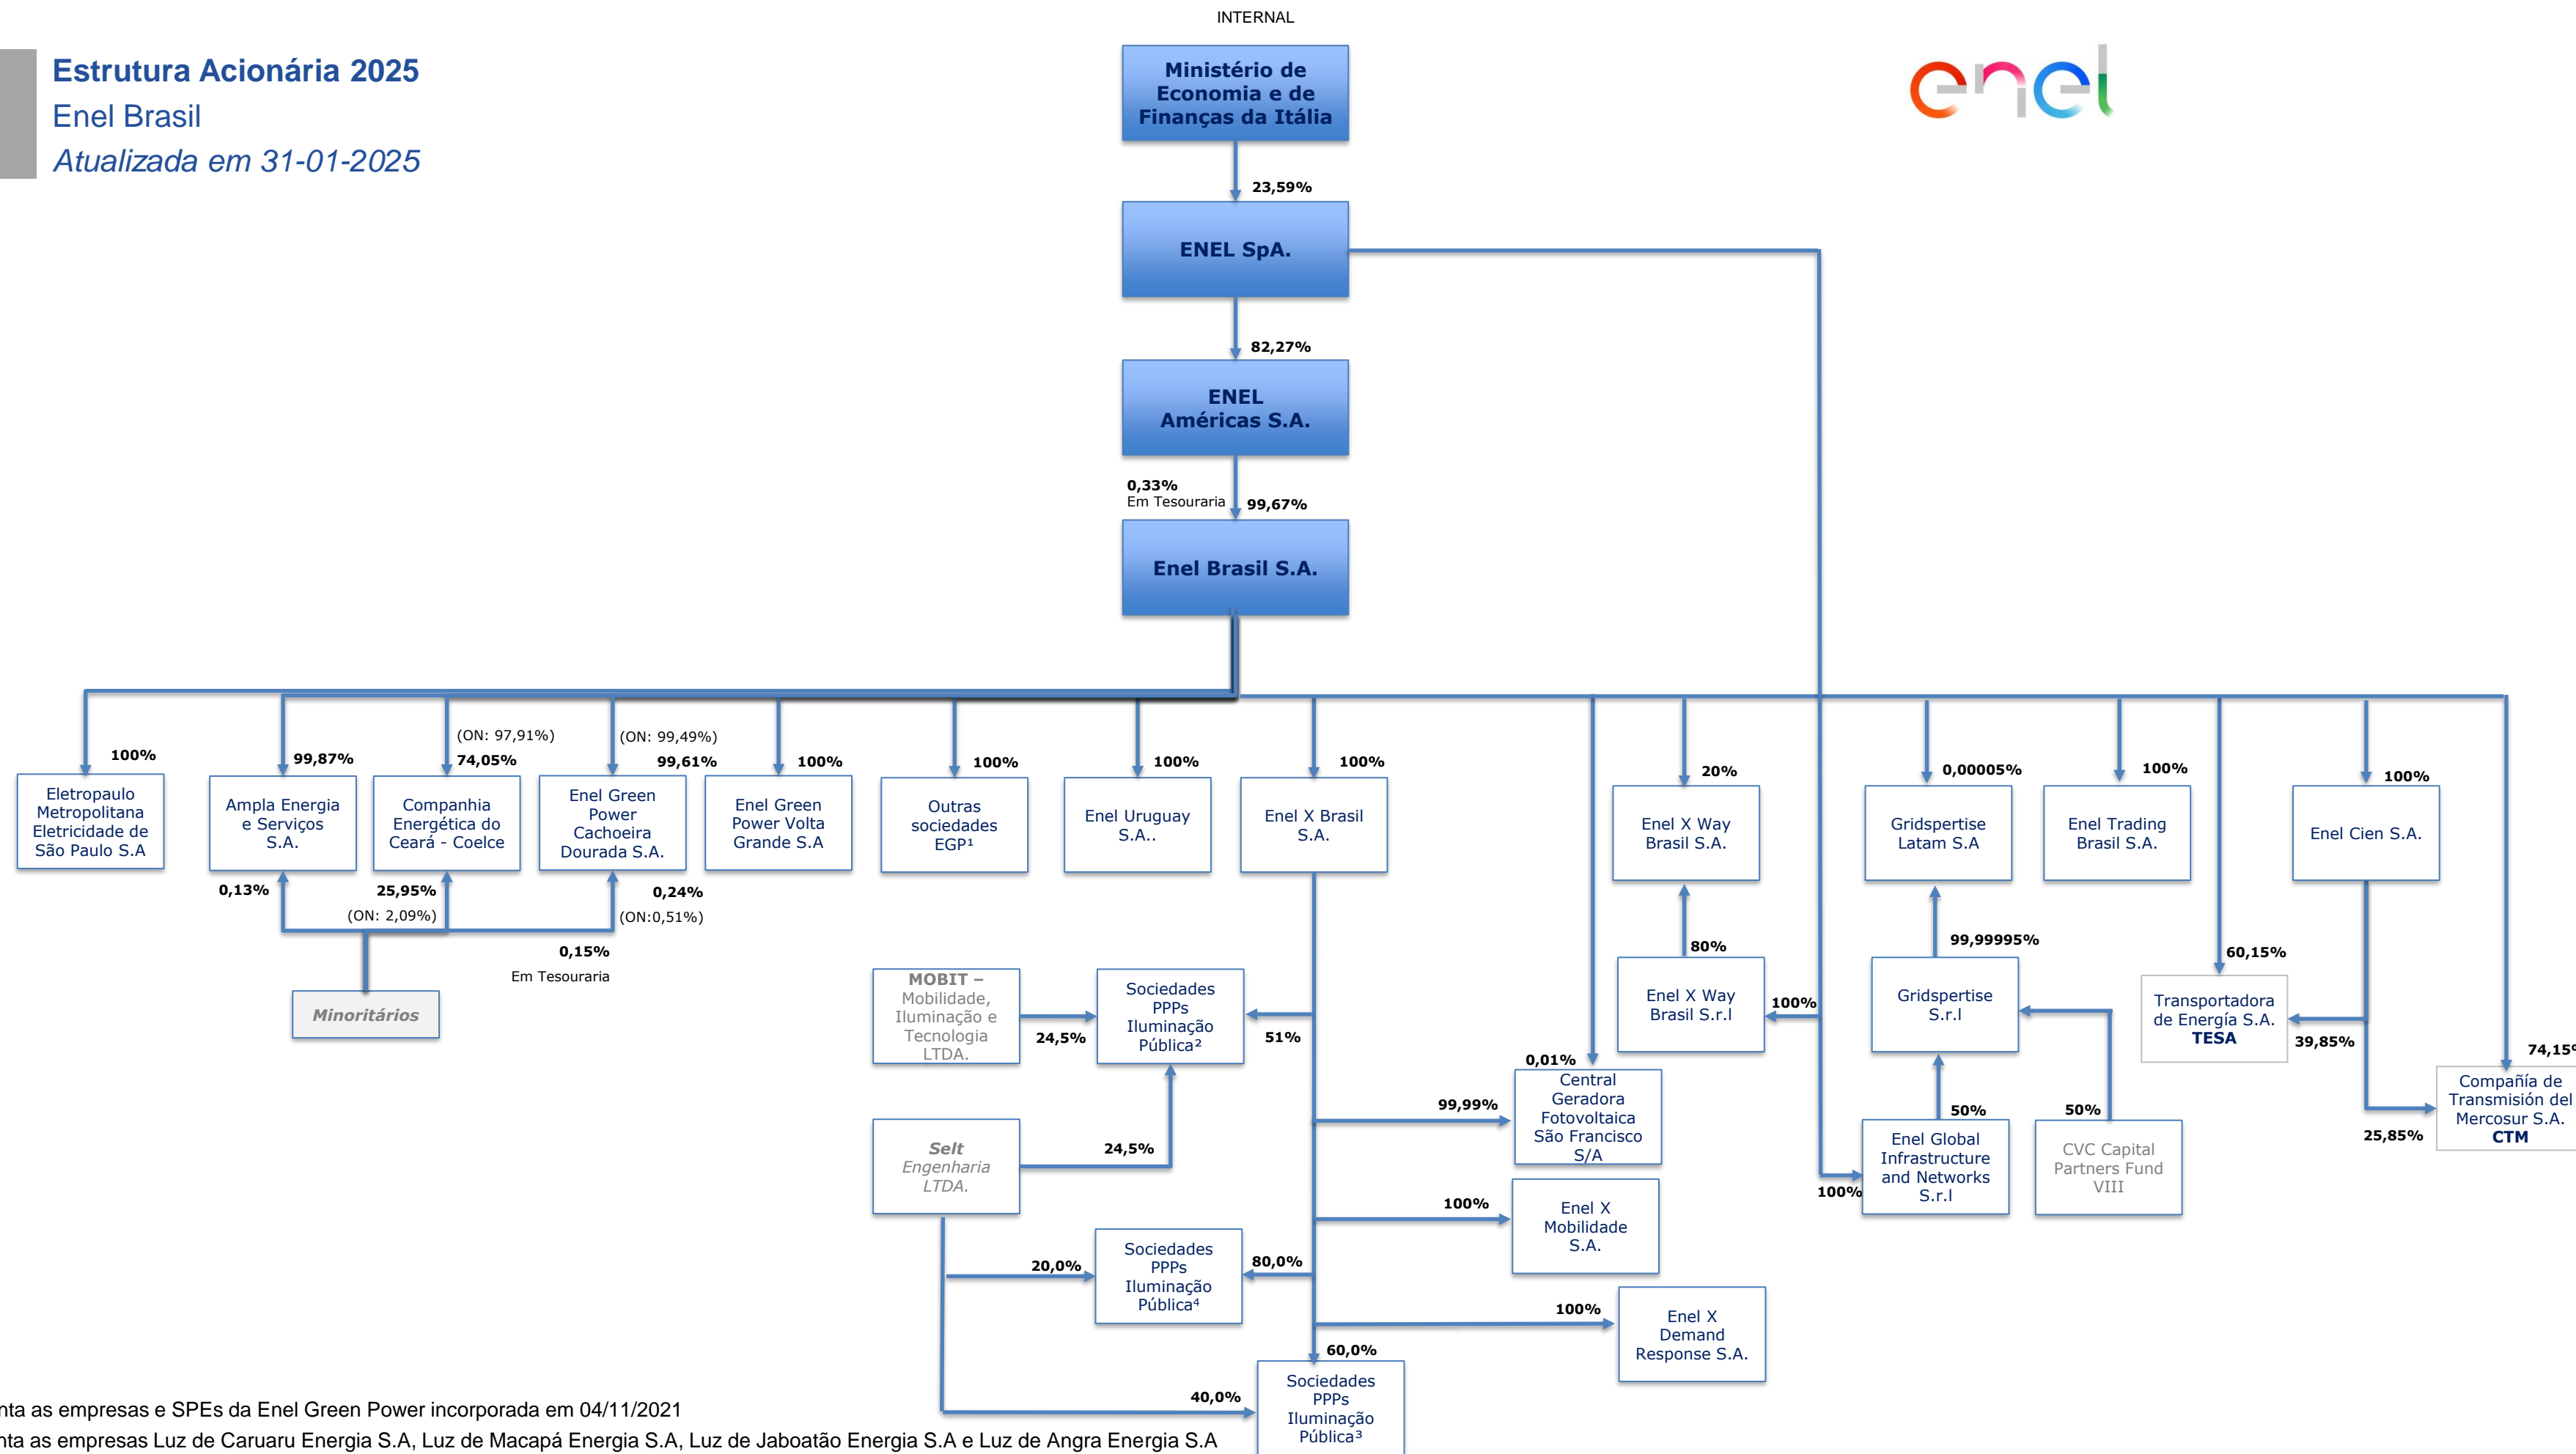 INTERNAL
Estrutura Acionária 2025
Enel Brasil
Atualizada em 31-01-2025
enel
Ministério de
Economia e de
Finanças da Itália
23,59%
ENEL SpA.
82,27%
ENEL
Américas S.A.
0,33%
Em Tesouraria
99,67%
Enel Brasil S.A.
100%
Eletropaulo
Metropolitana
Eletricidade de
São Paulo S.A
99,87%
Ampla Energia
e Serviços
S.A.
(ON: 97,91%)
74,05%
Companhia
Energética do
Ceará - Coelce
(ON: 99,49%)
99,61%
Enel Green
Power
Cachoeira
Dourada S.A.
100%
Enel Green
Power Volta
Grande S.A
100%
Outras
sociedades
EGP¹
100%
Enel Uruguay
S.A..
100%
Enel X Brasil
S.A.
20%
Enel X Way
Brasil S.A.
0,00005%
Gridspertise
Latam S.A
100%
Enel Trading
Brasil S.A.
100%
Enel Cien S.A.
0,13%
25,95%
(ON: 2,09%)
0,24%
(ON:0,51%)
0,15%
Em Tesouraria
Minoritários
MOBIT –
Mobilidade,
Iluminação e
Tecnologia
LTDA.
24,5%
Sociedades
PPPs
Iluminação
Pública²
51%
Selt
Engenharia
LTDA.
24,5%
20,0%
Sociedades
PPPs
Iluminação
Pública⁴
80,0%
40,0%
60,0%
Sociedades
PPPs
Iluminação
Pública³
0,01%
99,99%
Central
Geradora
Fotovoltaica
São Francisco
S/A
100%
Enel X
Mobilidade
S.A.
100%
Enel X
Demand
Response S.A.
80%
Enel X Way
Brasil S.r.l
100%
99,99995%
Gridspertise
S.r.l
50%
Enel Global
Infrastructure
and Networks
S.r.l
100%
50%
CVC Capital
Partners Fund
VIII
60,15%
Transportadora
de Energía S.A.
TESA
39,85%
74,15%
Compañía de
Transmisión del
Mercosur S.A.
CTM
25,85%
as empresas e SPEs da Enel Green Power incorporada em 04/11/2021
as empresas Luz de Caruaru Energia S.A, Luz de Macapá Energia S.A, Luz de Jaboatão Energia S.A e Luz de Angra Energia S.A